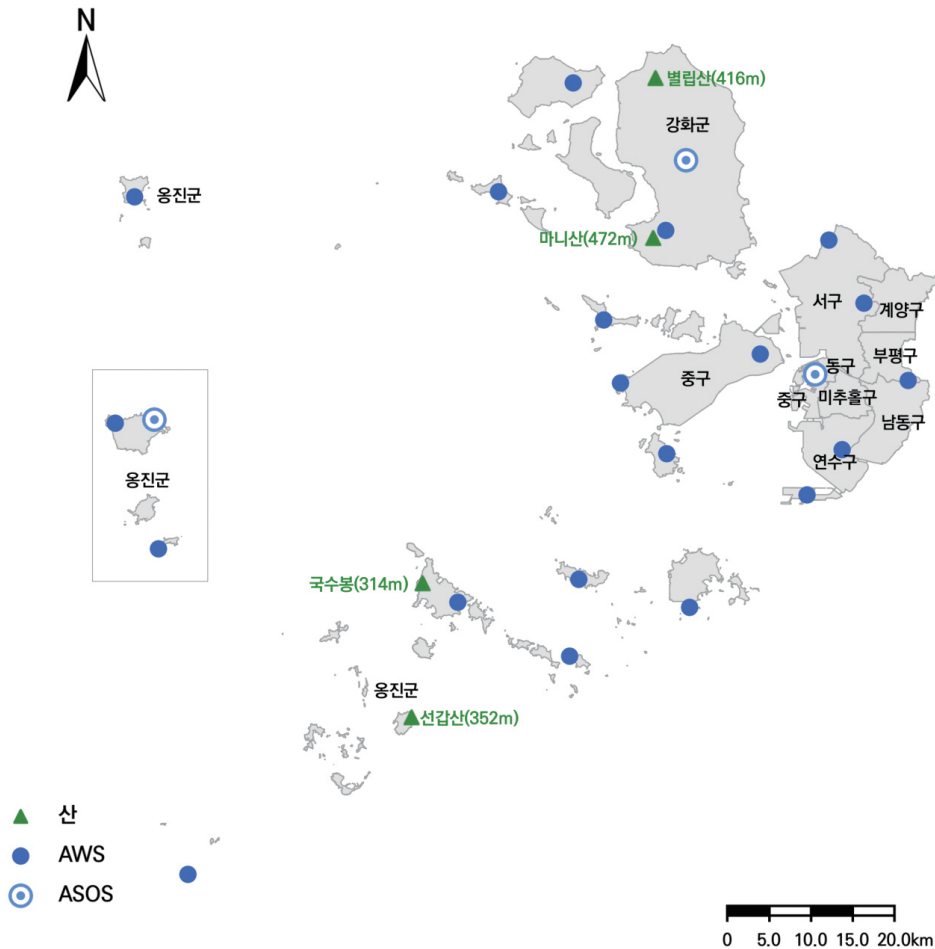 N
별립산(416m)
강화군
옹진군
마니산(472m)
서구
계양구
동구
부평구
중구
중구
미추홀구
남동구
연수구
옹진군
국수봉(314m)
옹진군
선갑산(352m)
산
AWS
ASOS
0 5.0 10.0 15.0 20.0km